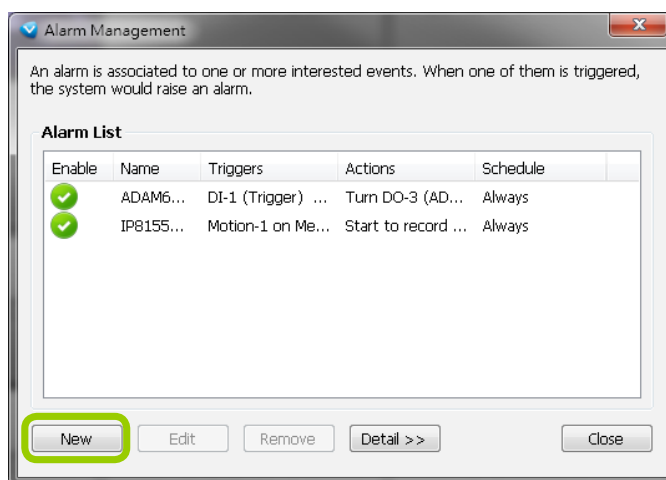 Alarm Management
An alarm is associated to one or more interested events. When one of them is triggered,
the system would raise an alarm.
Alarm List
Enable Name Triggers Actions Schedule
ADAM6... DI-1 (Trigger) ... Turn DO-3 (AD... Always
IP8155... Motion-1 on Me... Start to record ... Always
New Edit Remove Detail >> Close